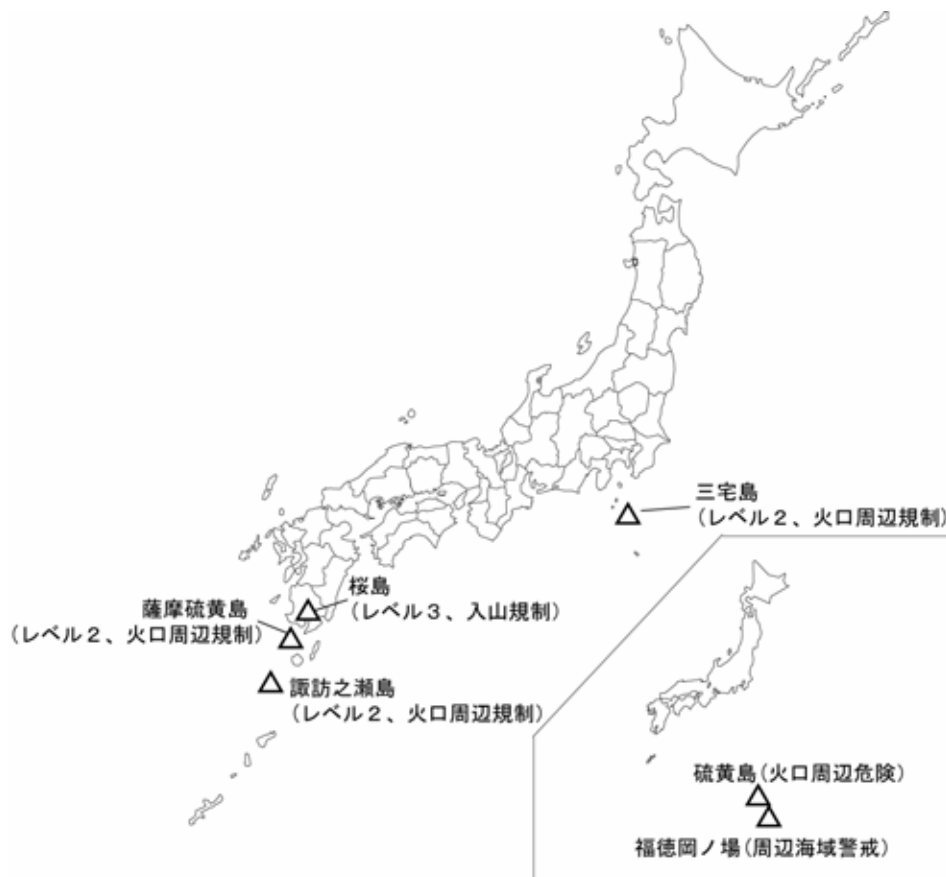 三宅島
(レベル２、火口周辺規制)
桜島
(レベル３、入山規制)
薩摩硫黄島
(レベル２、火口周辺規制)
諏訪之瀬島
(レベル２、火口周辺規制)
硫黄島(火口周辺危険)
福徳岡ノ場(周辺海域警戒)